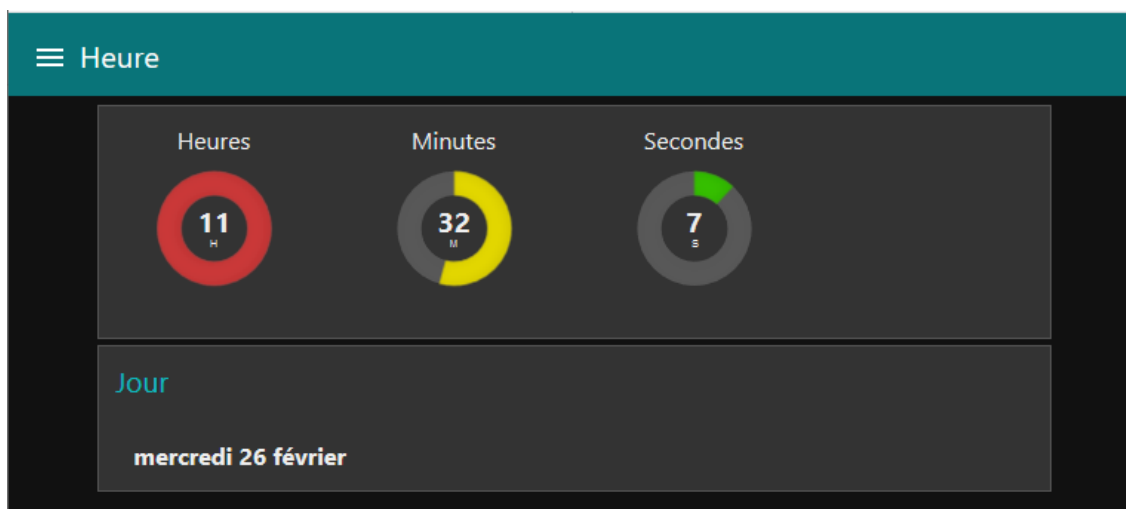 Heure
Heures Minutes Secondes
11 32 7
H M S
Jour
mercredi 26 février